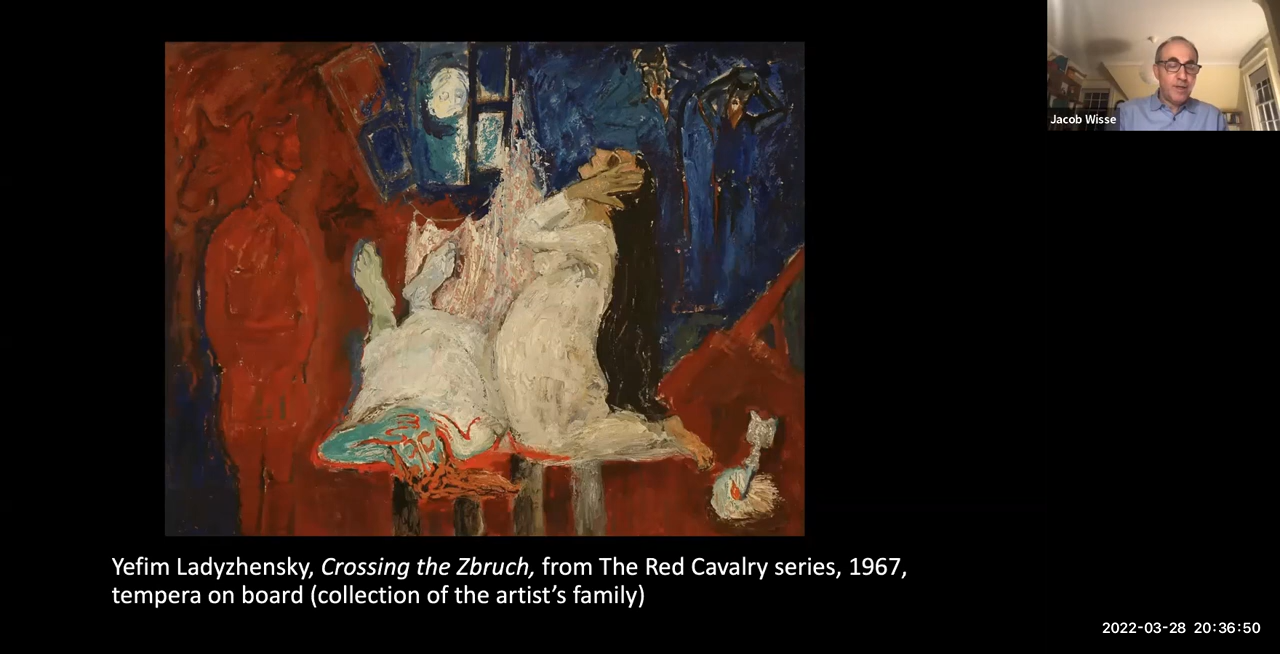 Jacob Wisse
Yefim Ladyzhensky, Crossing the Zbruch, from The Red Cavalry series, 1967,
tempera on board (collection of the artist’s family)
2022-03-28 20:36:50